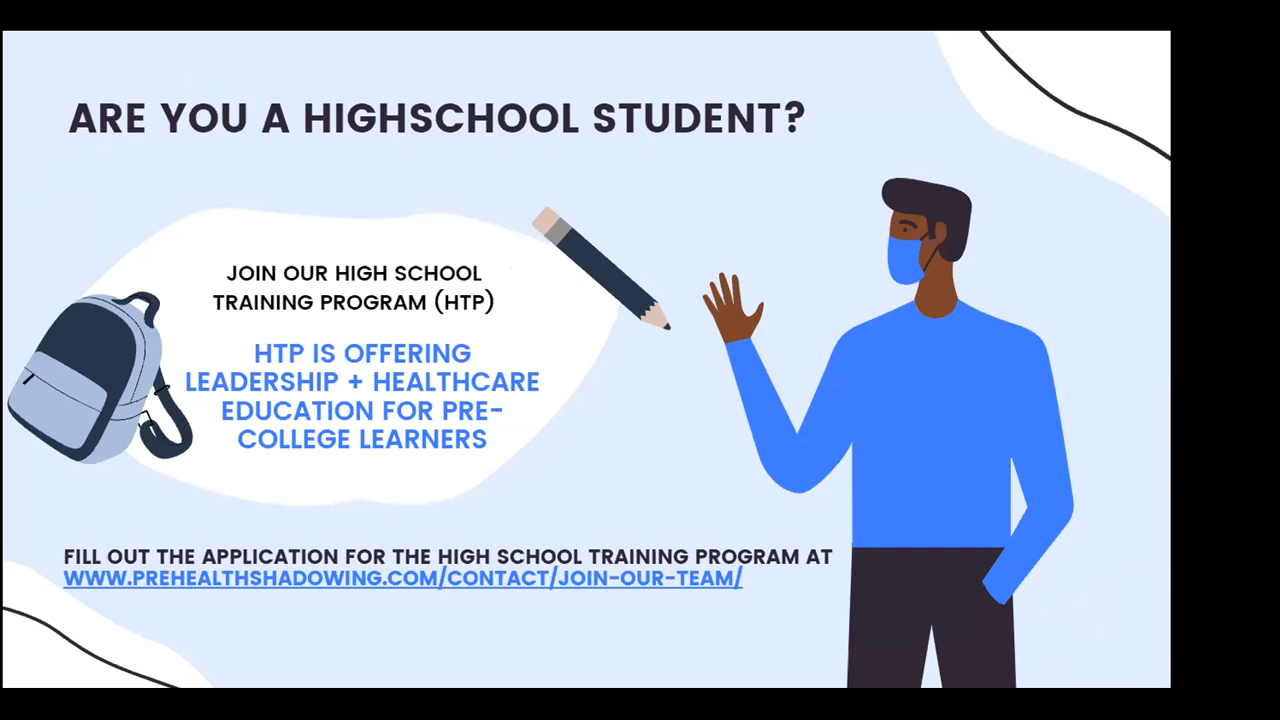 ARE YOU A HIGHSCHOOL STUDENT?
JOIN OUR HIGH SCHOOL
TRAINING PROGRAM (HTP)
HTP IS OFFERING
LEADERSHIP + HEALTHCARE
EDUCATION FOR PRE-
COLLEGE LEARNERS
FILL OUT THE APPLICATION FOR THE HIGH SCHOOL TRAINING PROGRAM AT
WWW.PREHEALTHSHADOWING.COM/CONTACT/JOIN-OUR-TEAM/